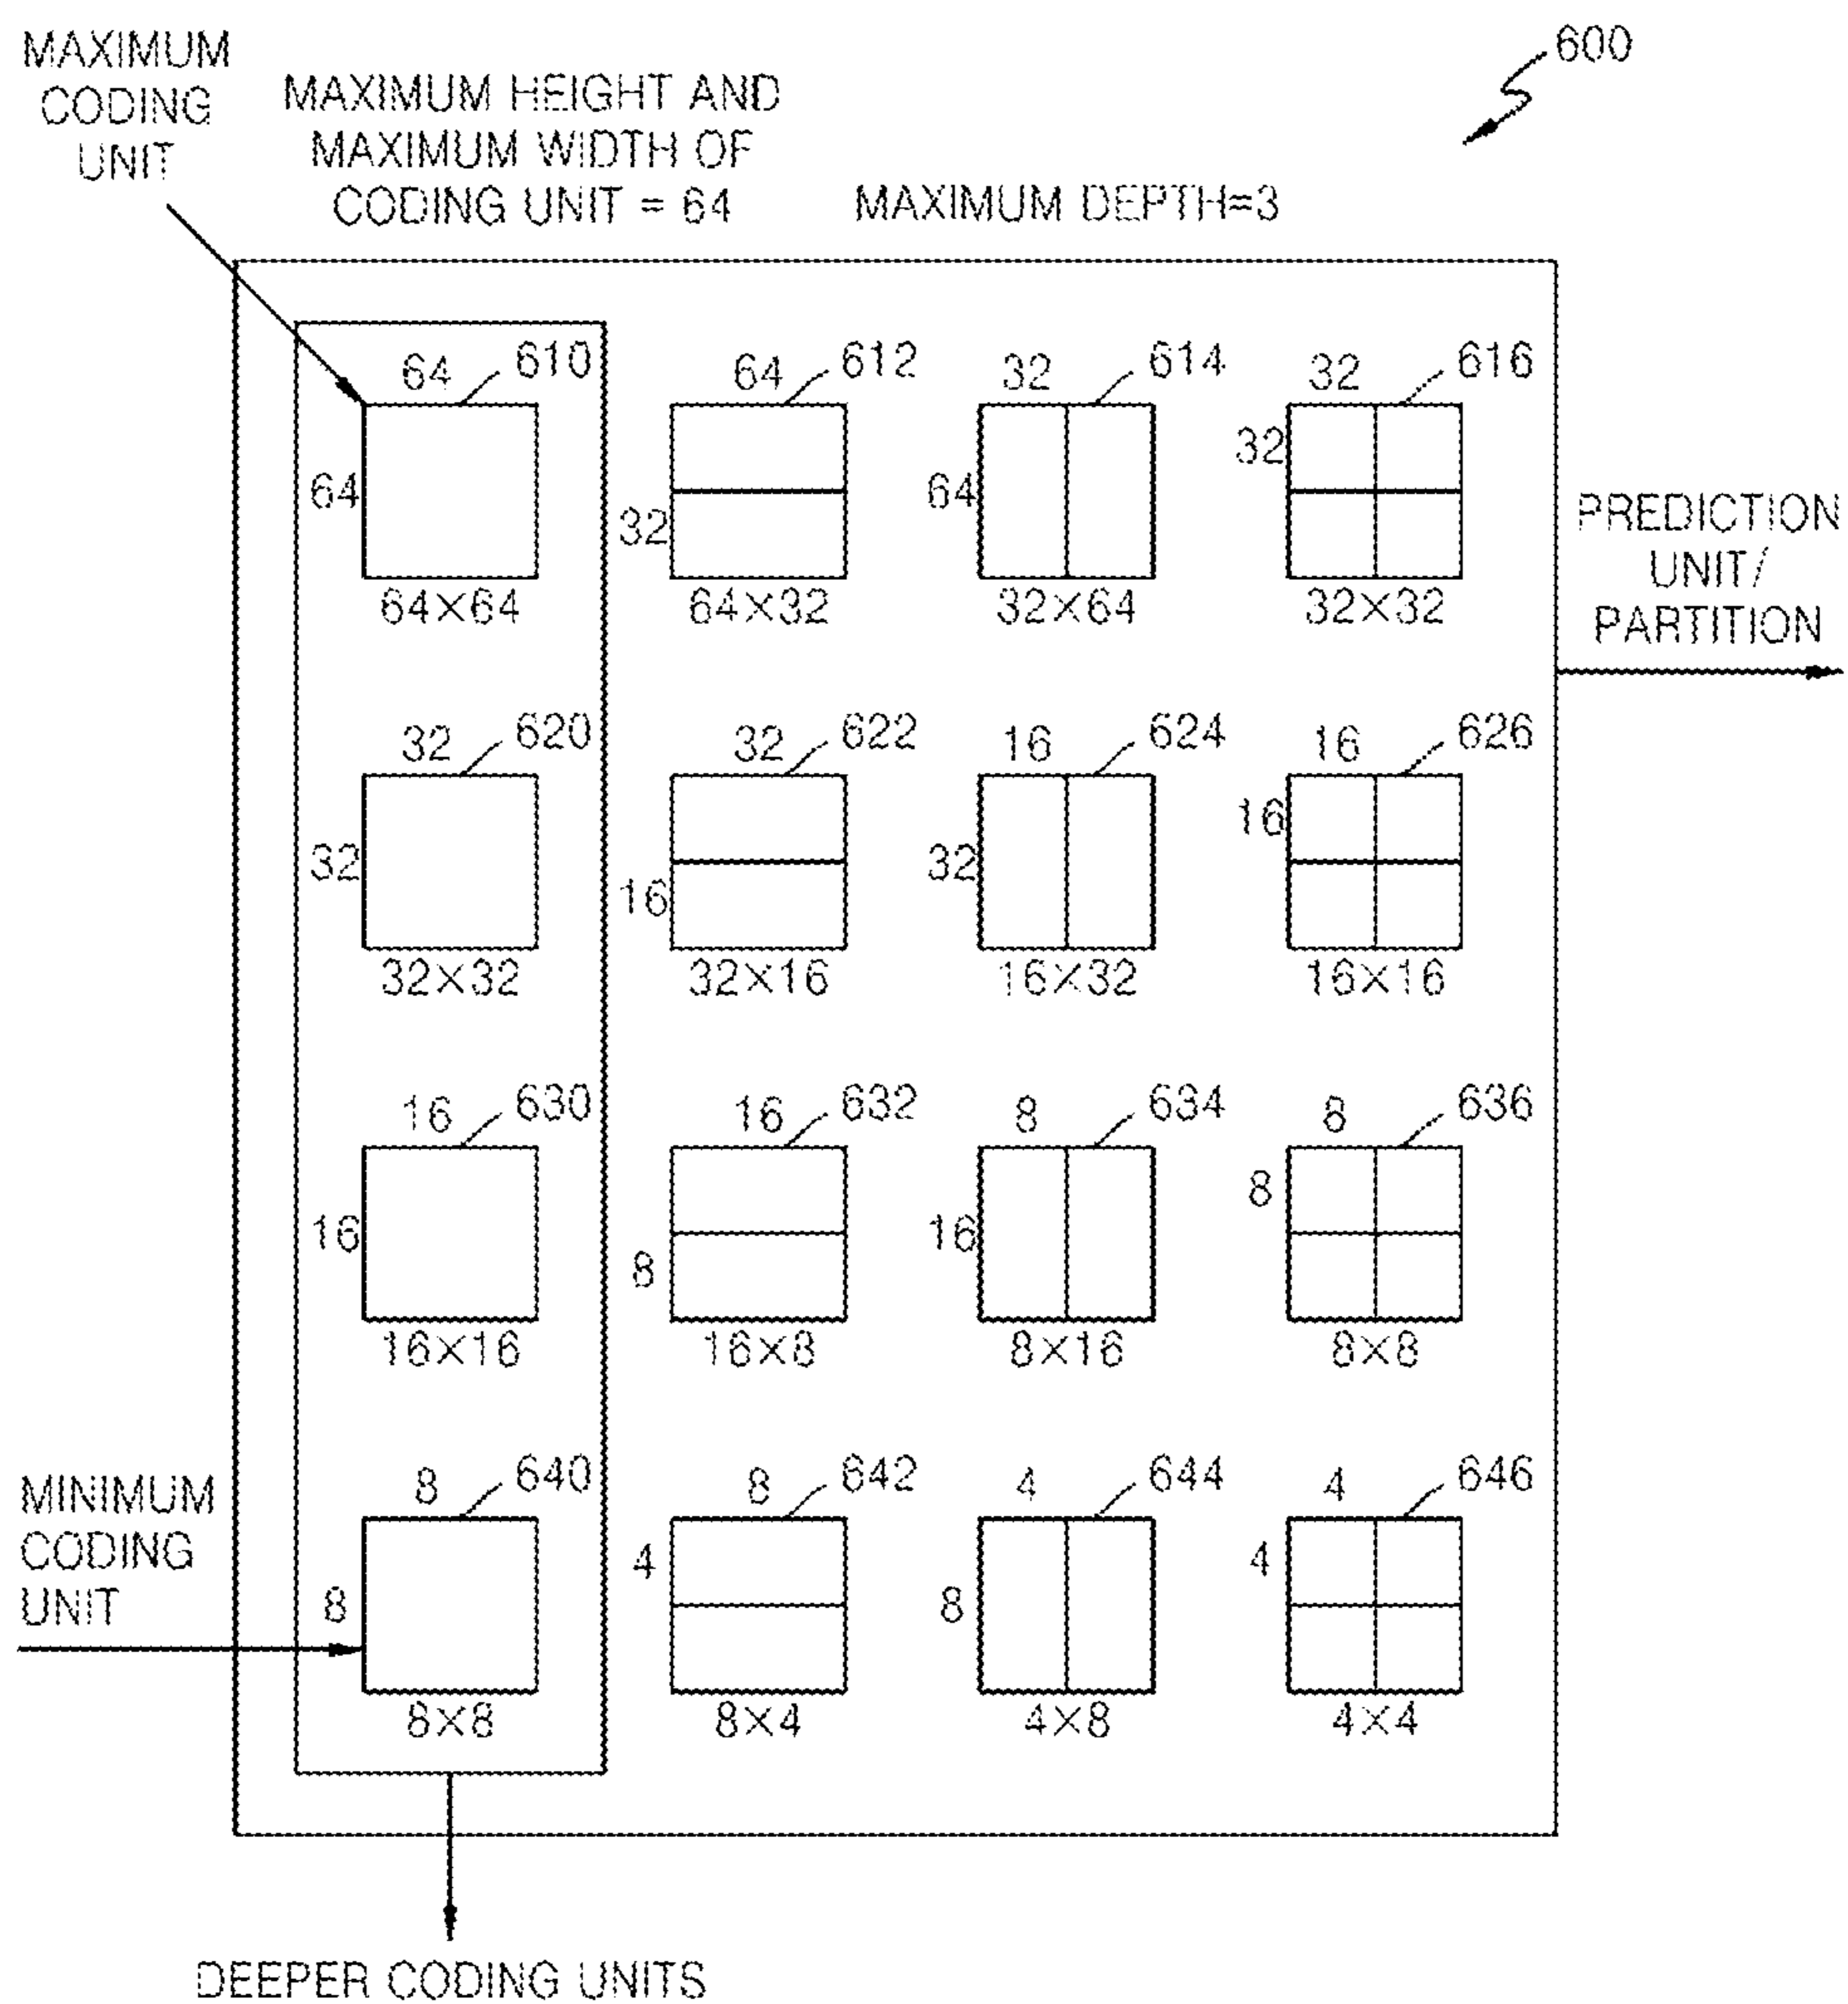 600
MAXIMUM
CODING
UNIT
MAXIMUM HEIGHT AND
MAXIMUM WIDTH OF
CODING UNIT = 64
MAXIMUM DEPTH=3
64 610 64 612 32 614 32 616
64 32 64 32
64×64 64×32 32×64 32×32
PREDICTION
UNIT/
PARTITION
32 620 32 622 16 624 16 626
32 16 32 16
32×32 32×16 16×32 16×16
16 630 16 632 8 634 8 636
16 8 16 8
16×16 16×8 8×16 8×8
MINIMUM
CODING
UNIT
8 640 8 642 4 644 4 646
8 4 8 4
8×8 8×4 4×8 4×4
DEEPER CODING UNITS